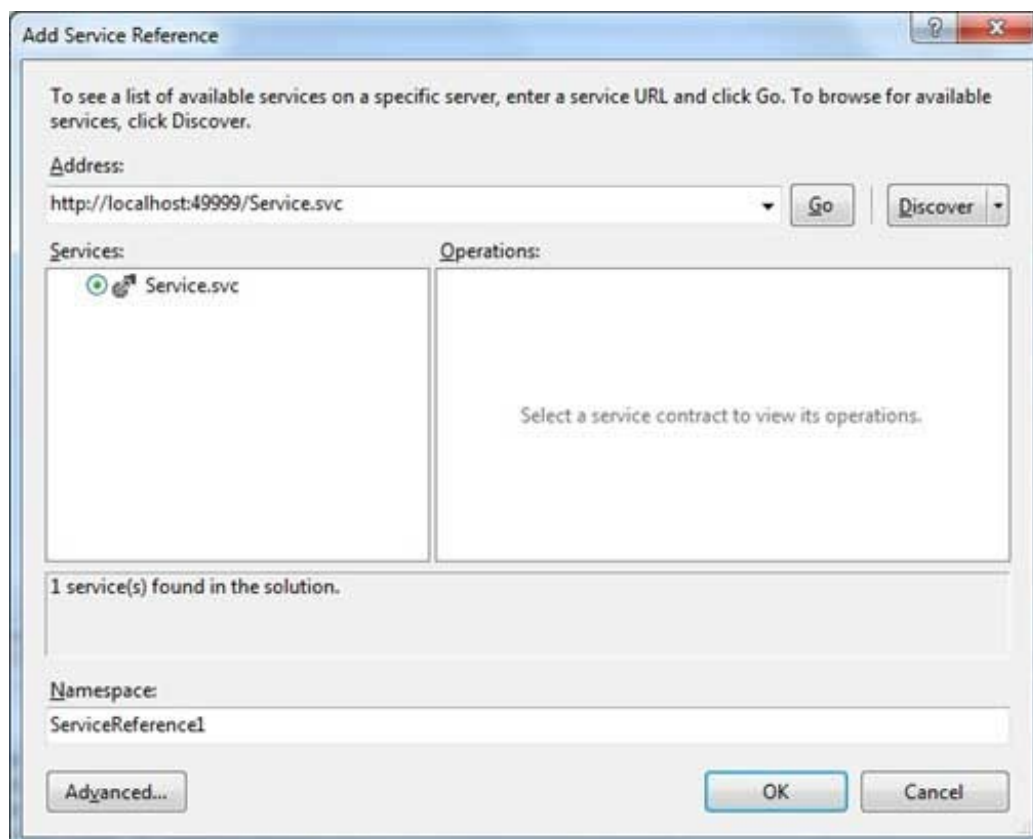 Add Service Reference
To see a list of available services on a specific server, enter a service URL and click Go. To browse for available
services, click Discover.
Address:
http://localhost:49999/Service.svc
Go
Discover
Services:
Operations:
Service.svc
Select a service contract to view its operations.
1 service(s) found in the solution.
Namespace:
ServiceReference1
Advanced...
OK
Cancel